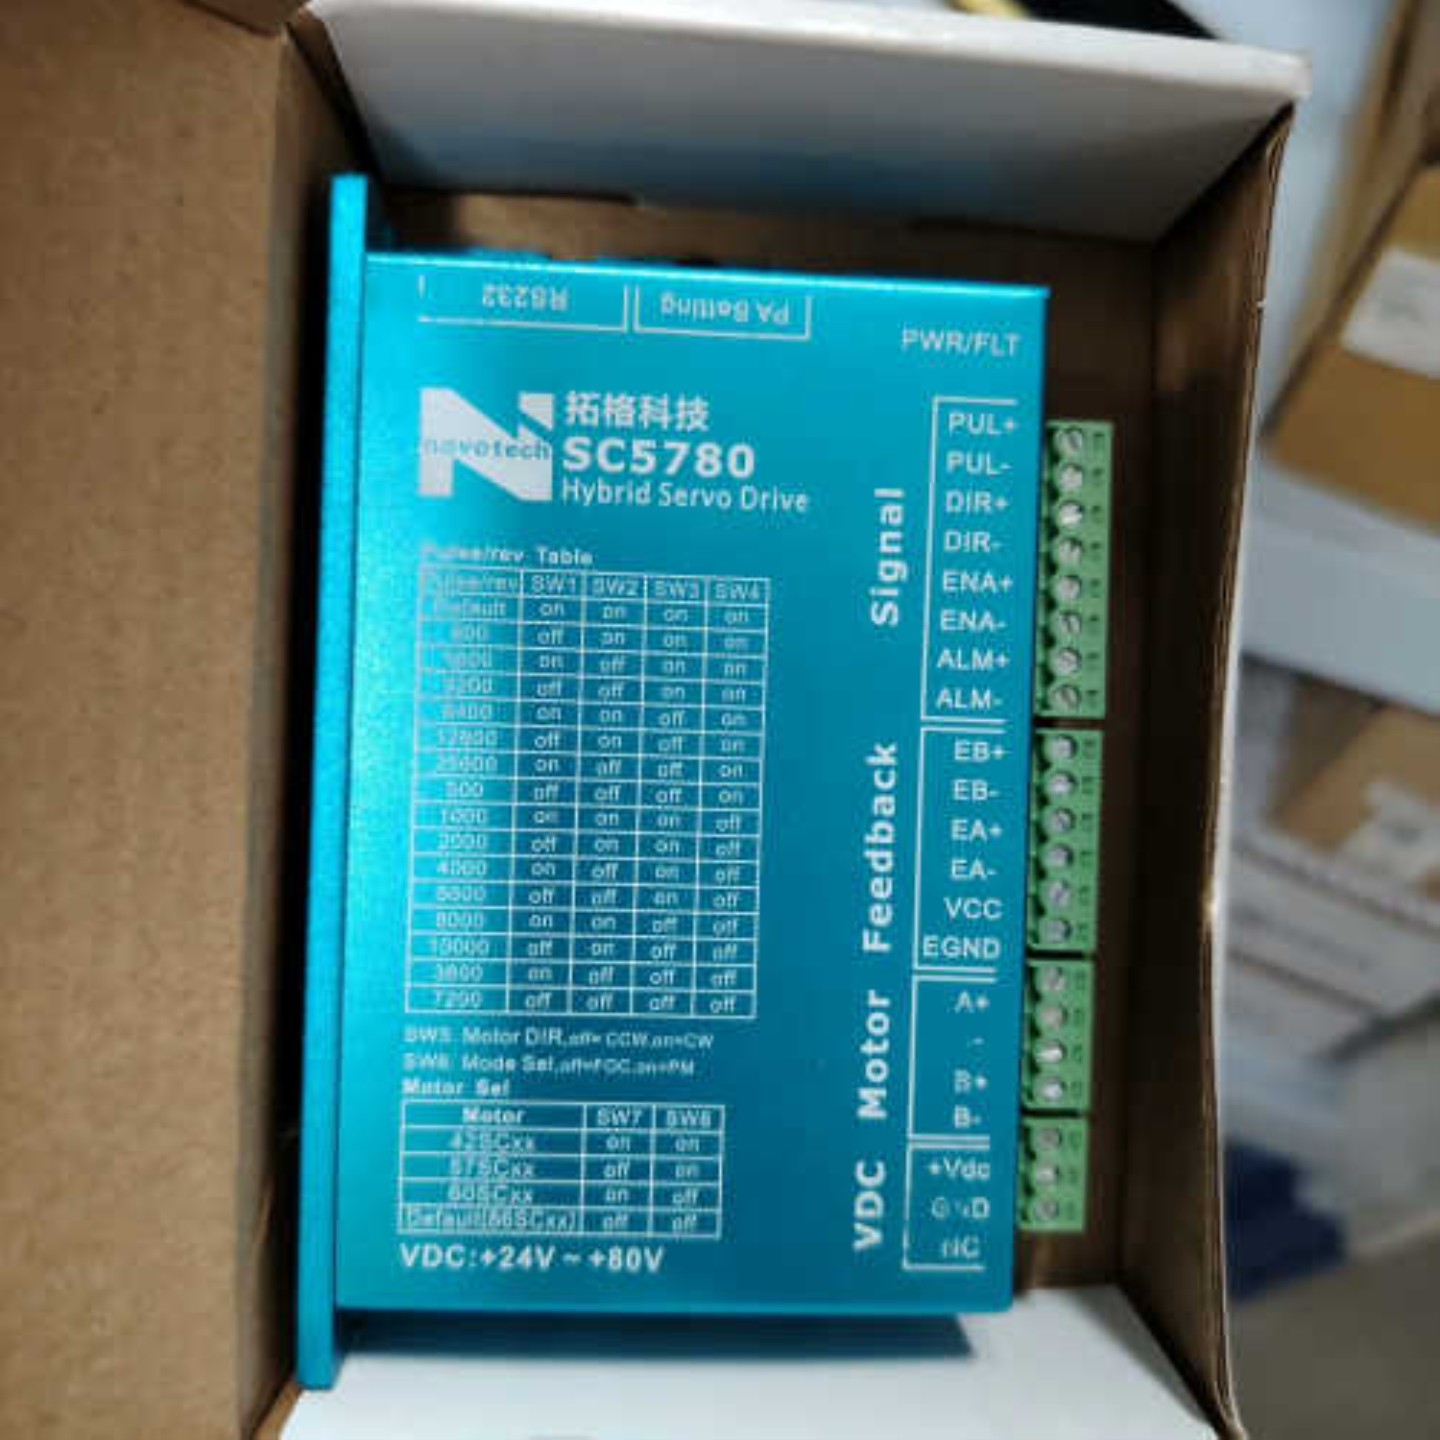 RS232
PA Setting
PWR/FLT
novotech
拓格科技
SC5780
Hybrid Servo Drive
Pulse/rev Table
Pulse/rev SW1 SW2 SW3 SW4
Default on on on on
800 off on on on
1600 on off on on
3200 off off on on
6400 on on off on
12800 off on off on
25600 on off off on
500 off off off on
1000 on on on off
2000 off on on off
4000 on off on off
5000 off off on off
8000 on on off off
10000 off on off off
3600 on off off off
7200 off off off off
SW5: Motor DIR,off=CCW,on=CW
SW6: Mode Sel,off=FOC,on=PM
Motor Sel
Motor SW7 SW8
42SCxx on on
57SCxx off on
60SCxx on off
Default(86SCxx) off off
VDC:+24V~+80V
Signal
PUL+
PUL-
DIR+
DIR-
ENA+
ENA-
ALM+
ALM-
Feedback
EB+
EB-
EA+
EA-
VCC
EGND
Motor
A+
-
B+
B-
VDC
+Vdc
NC